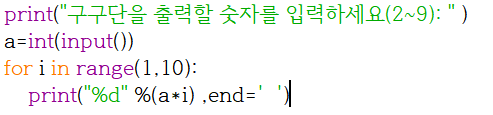 print("구구단을 출력할 숫자를 입력하세요(2~9): " )
a=int(input())
for i in range(1,10):
    print("%d" %(a*i) ,end='  ')